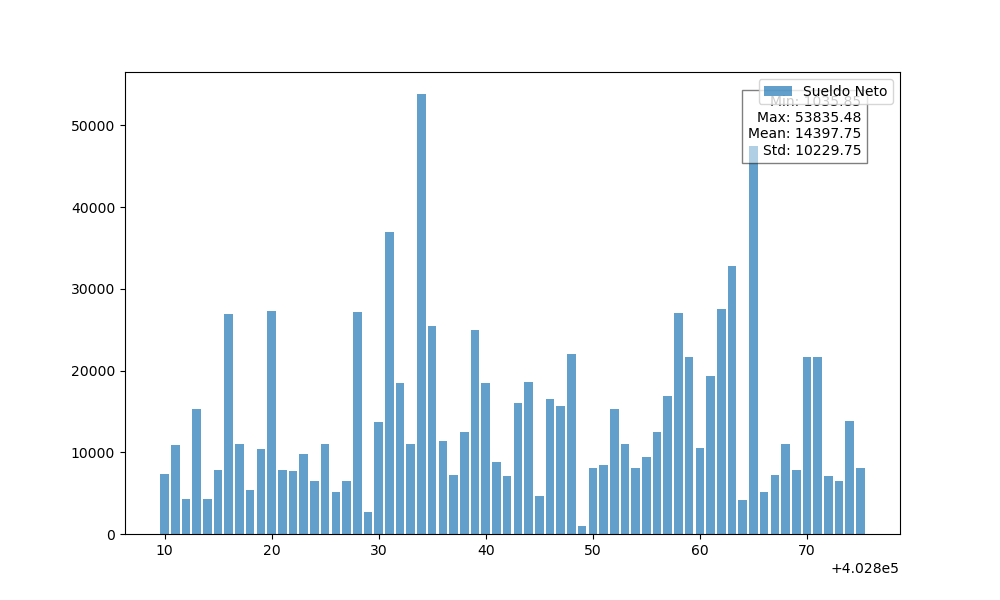 Sueldo Neto
Min: 1035.85
Max: 53835.48
Mean: 14397.75
Std: 10229.75
50000
40000
30000
20000
10000
0
10 20 30 40 50 60 70
+4.028e5